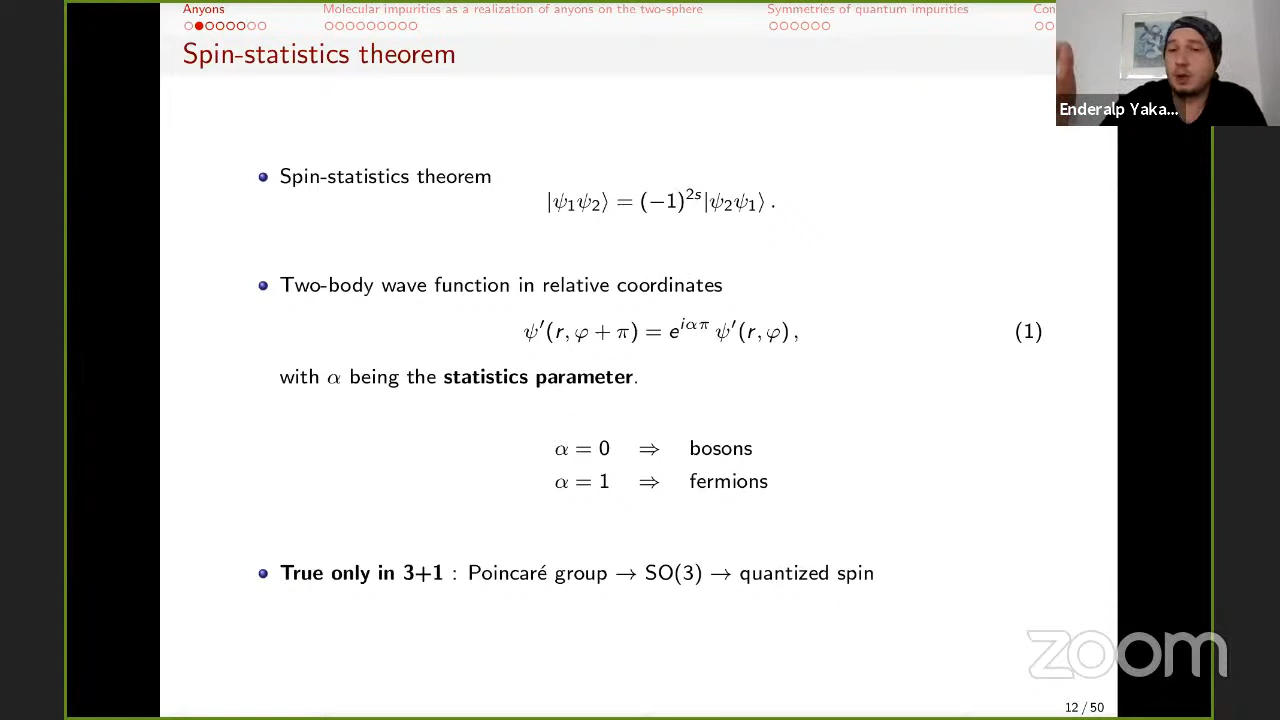 Anyons
Molecular impurities as a realization of anyons on the two-sphere
Symmetries of quantum impurities
Con
Spin-statistics theorem
Enderalp Yaka...
Spin-statistics theorem
|ψ₁ψ₂⟩ = (−1)²ˢ|ψ₂ψ₁⟩ .
Two-body wave function in relative coordinates
ψ′(r, φ + π) = e^{iαπ} ψ′(r, φ) , (1)
with α being the statistics parameter.
α = 0 ⇒ bosons
α = 1 ⇒ fermions
True only in 3+1 : Poincaré group → SO(3) → quantized spin
zoom
12 / 50